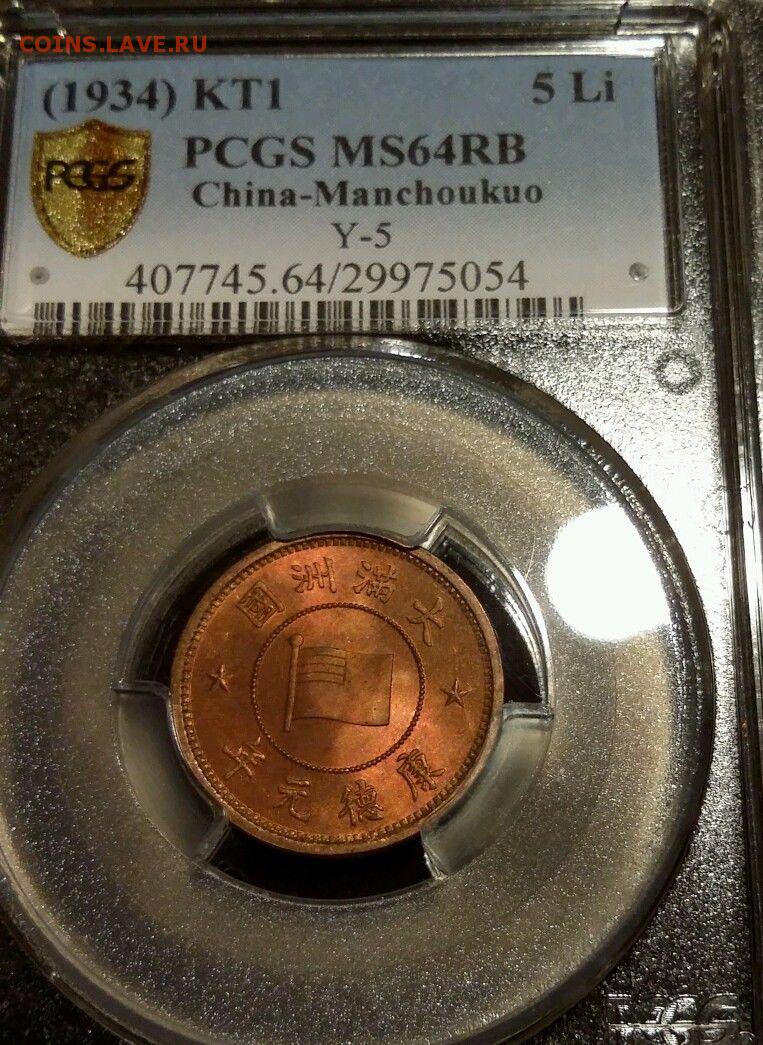 COINS.LAVE.RU
(1934) KT1 5 Li
PCGS
PCGS MS64RB
China-Manchoukuo
Y-5
407745.64/29975054
大滿洲國
康德元年
PCGS